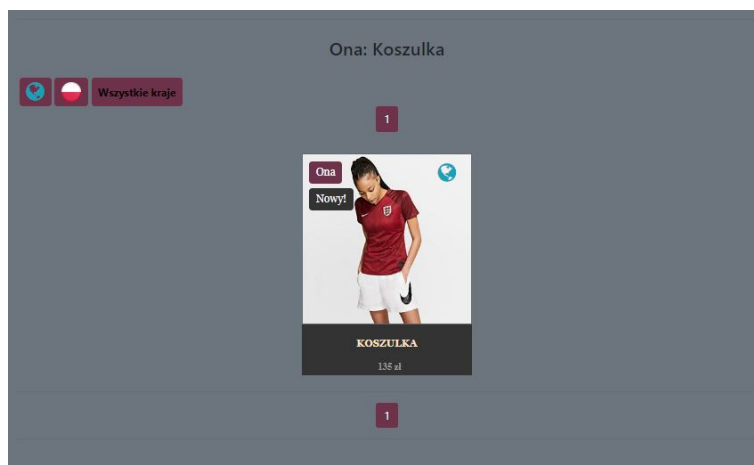 Ona: Koszulka
Wszystkie kraje
1
Ona
Nowy!
KOSZULKA
135 zł
1